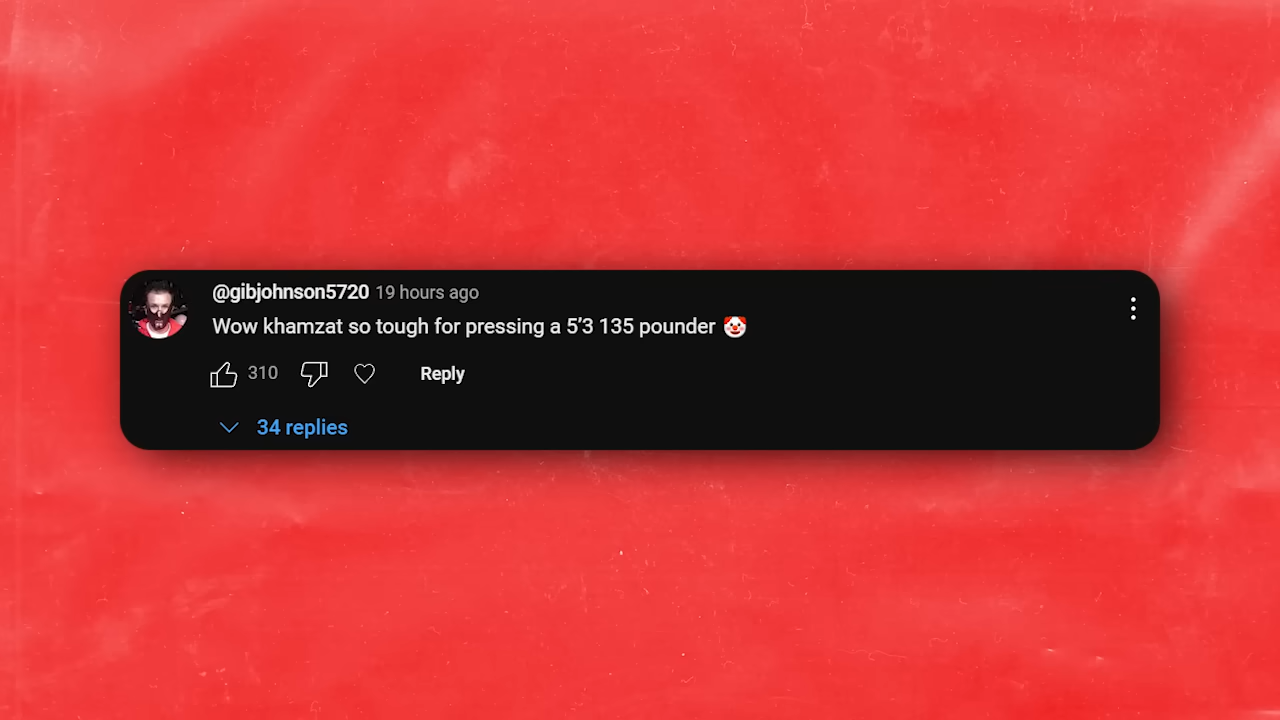 @gibjohnson5720 19 hours ago
Wow khamzat so tough for pressing a 5’3 135 pounder 🤡
310 Reply
34 replies